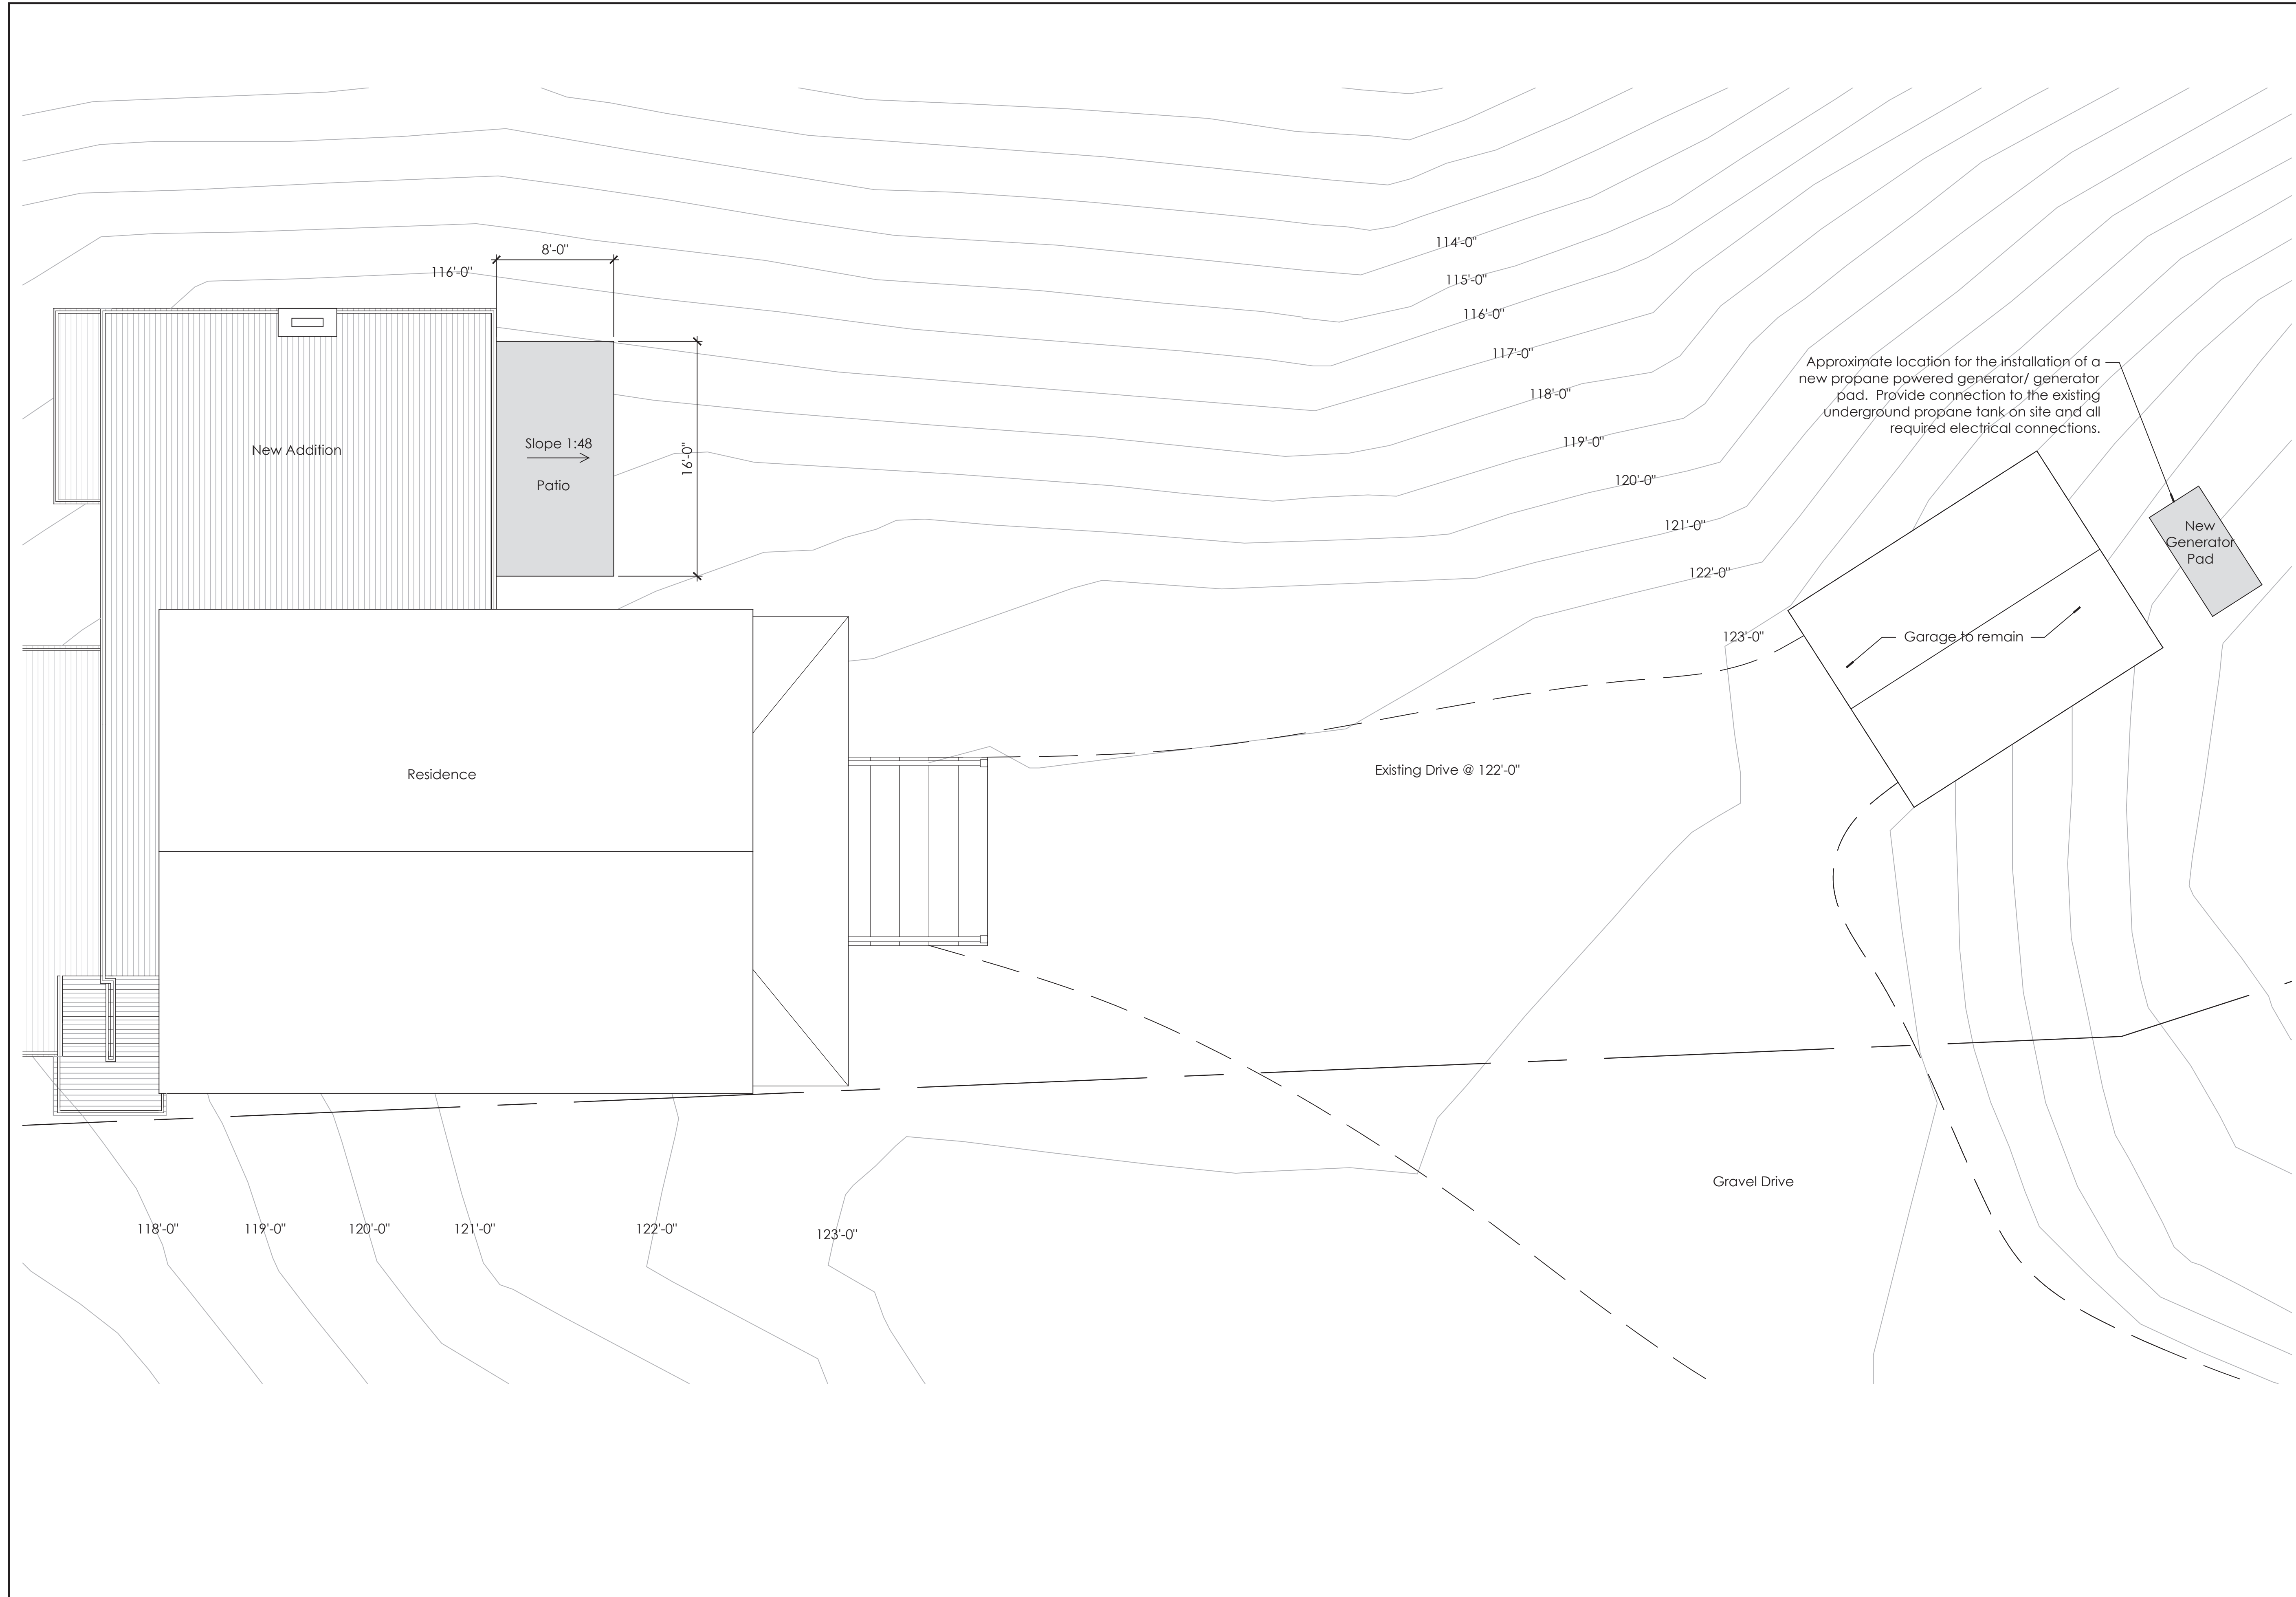 8'-0"
114'-0"
116'-0"
115'-0"
116'-0"
117'-0"
Approximate location for the installation of a
new propane powered generator/ generator
pad.  Provide connection to the existing
underground propane tank on site and all
required electrical connections.
118'-0"
119'-0"
Slope 1:48
New Addition
16'-0"
Patio
120'-0"
121'-0"
New
Generator
Pad
122'-0"
123'-0"
Garage to remain
Residence
Existing Drive @ 122'-0"
Gravel Drive
118'-0"
119'-0"
120'-0"
121'-0"
122'-0"
123'-0"